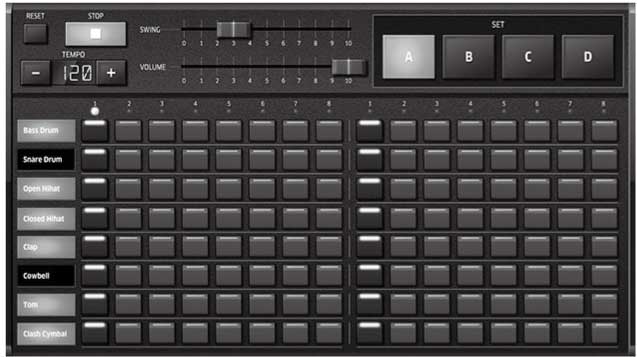 RESET STOP SWING SET
0 1 2 3 4 5 6 7 8 9 10
TEMPO
- 120 + VOLUME A B C D
0 1 2 3 4 5 6 7 8 9 10
1 2 3 4 5 6 7 8 1 2 3 4 5 6 7 8
Bass Drum
Snare Drum
Open Hihat
Closed Hihat
Clap
Cowbell
Tom
Clash Cymbal